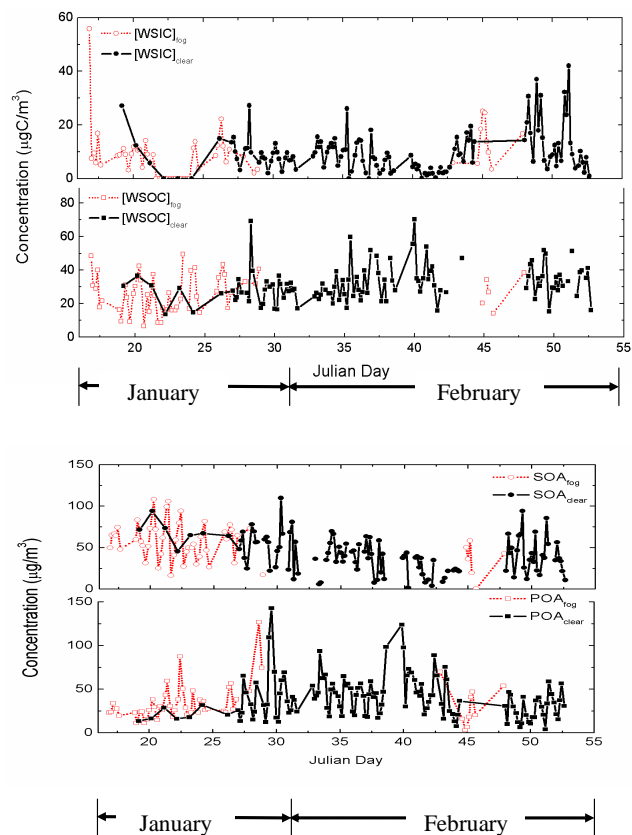 60
[WSIC]fog
[WSIC]clear
40
20
0
Concentration (µgC/m³)
80
[WSOC]fog
[WSOC]clear
60
40
20
0
20 25 30 35 40 45 50 55
Julian Day
January February
150
SOAfog
SOAclear
100
50
0
Concentration (µg/m³)
150
POAfog
POAclear
100
50
0
20 25 30 35 40 45 50 55
Julian Day
January February